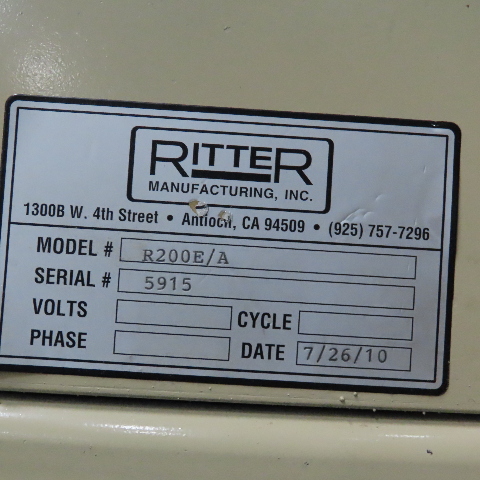 RITTER
MANUFACTURING, INC.
1300B W. 4th Street • Antioch, CA 94509 • (925) 757-7296
MODEL # R200E/A
SERIAL # 5915
VOLTS CYCLE
PHASE DATE 7/26/10